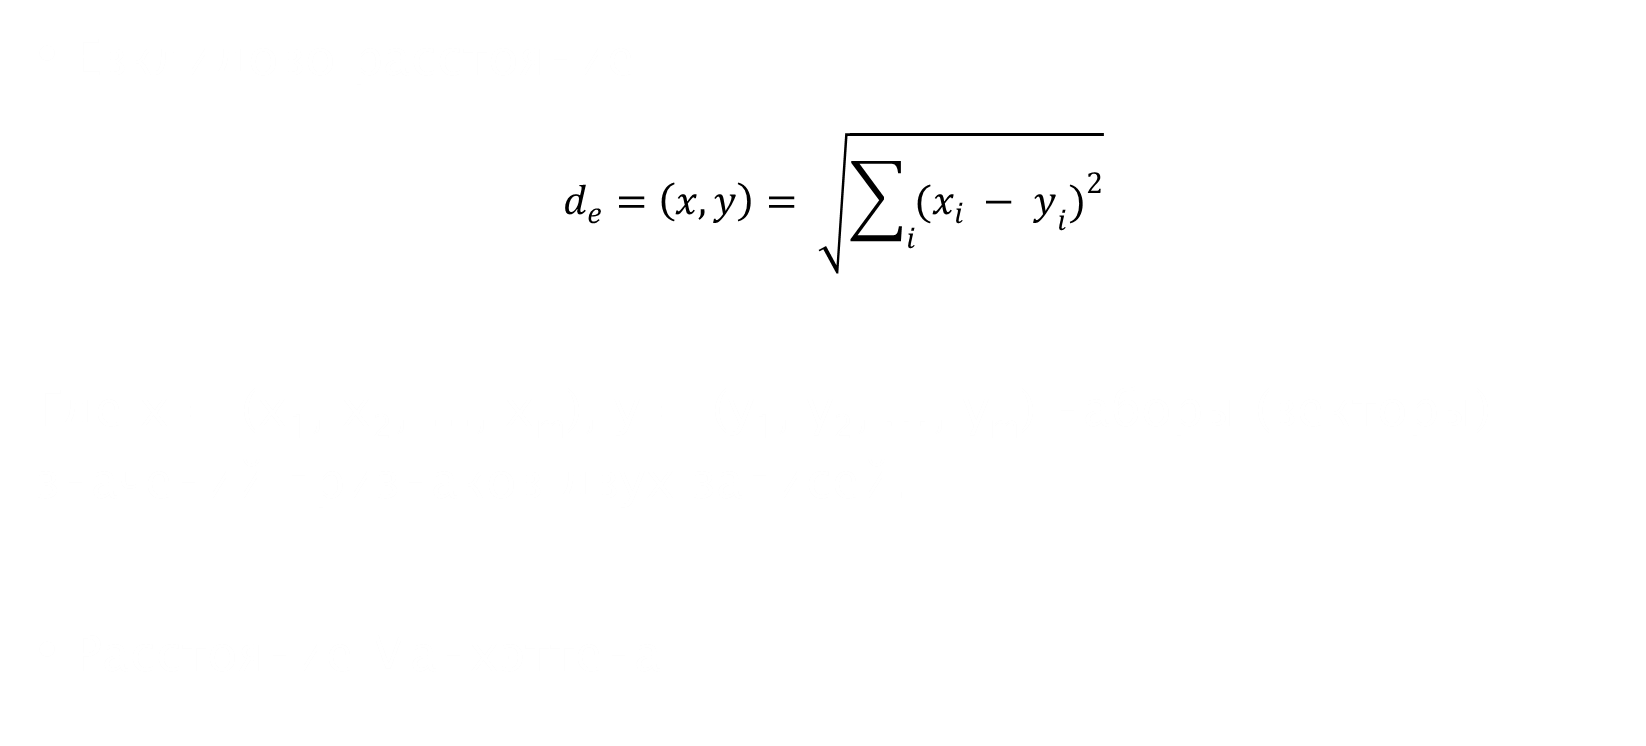 d_e = (x, y) = √(∑_i (x_i − y_i)^2)